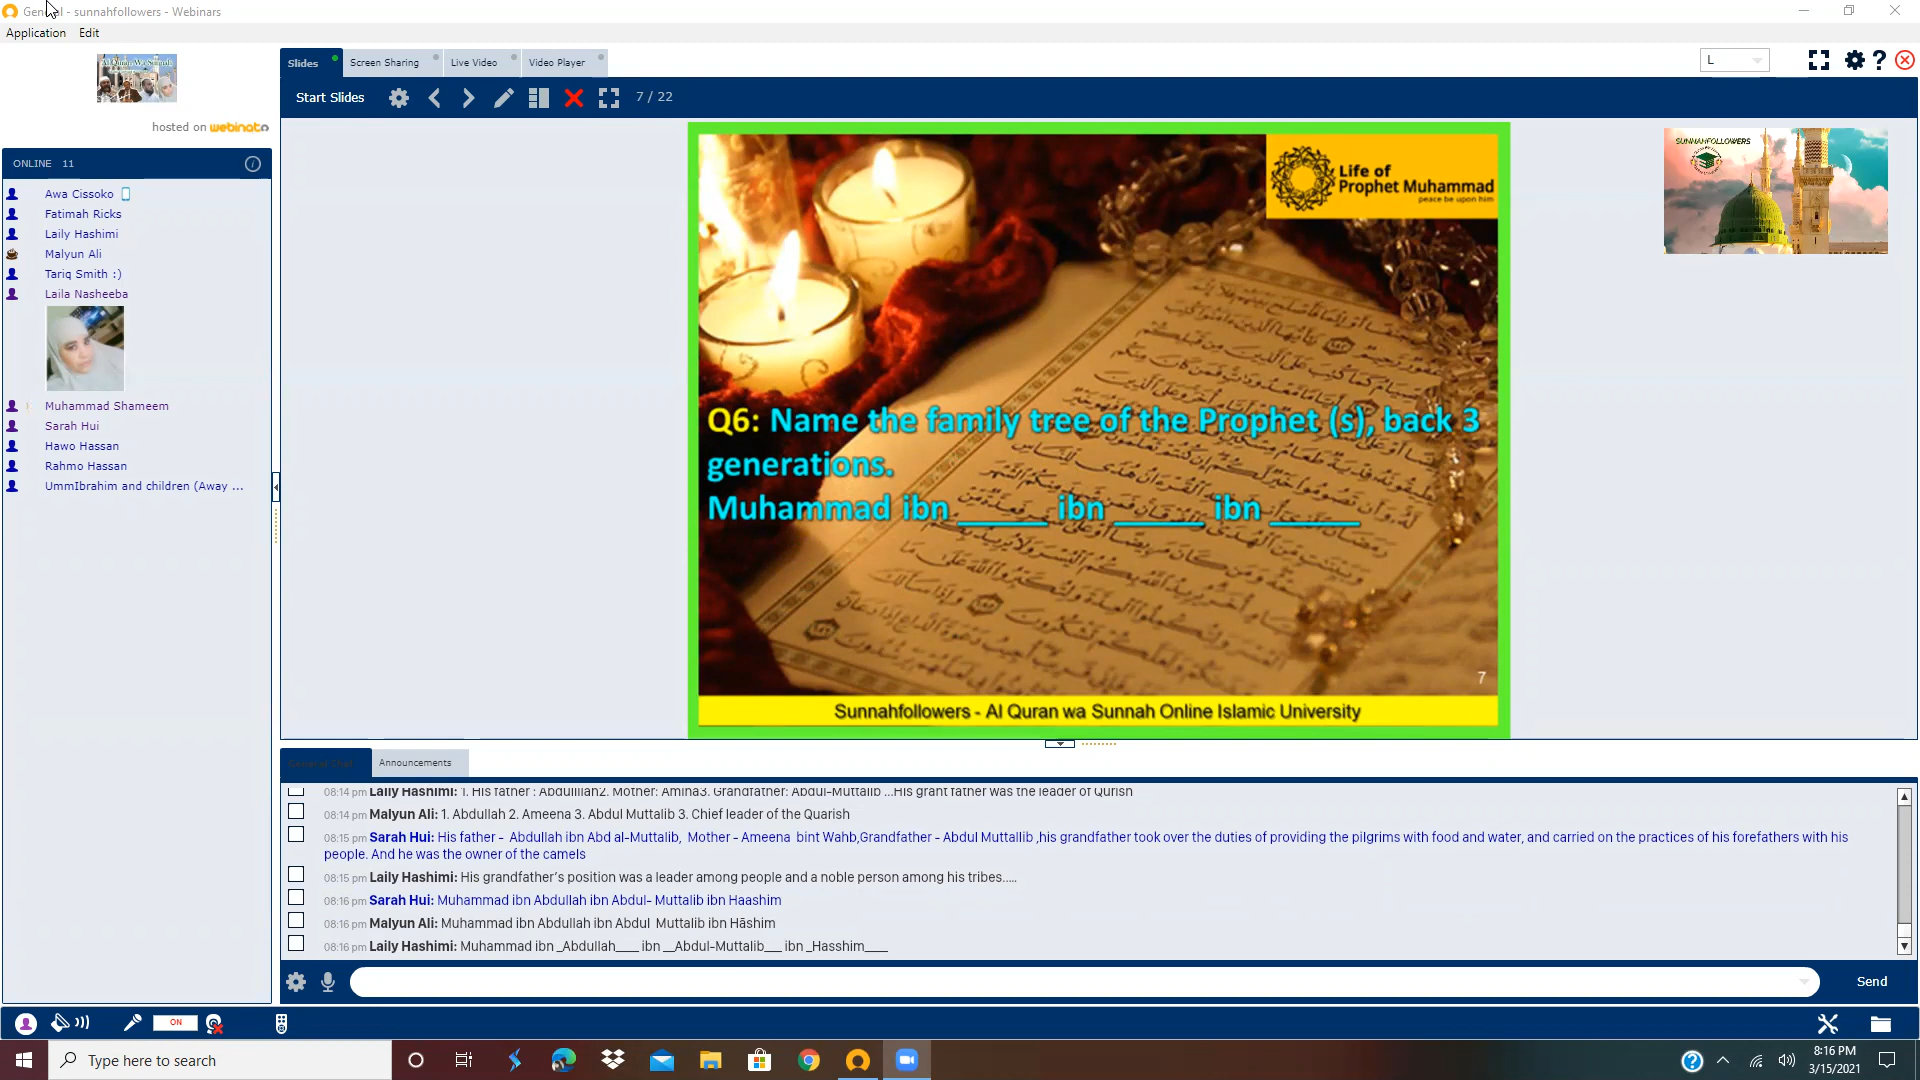 General - sunnahfollowers - Webinars
Application Edit
hosted on webinato
ONLINE 11
Awa Cissoko
Fatimah Ricks
Laily Hashimi
Malyun Ali
Tariq Smith :)
Laila Nasheeba
Muhammad Shameem
Sarah Hui
Hawo Hassan
Rahmo Hassan
UmmIbrahim and children (Away ...
Slides Screen Sharing Live Video Video Player
L
Start Slides 7 / 22
Life of
Prophet Muhammad
peace be upon him
SUNNAHFOLLOWERS
Q6: Name the family tree of the Prophet (s), back 3
generations.
Muhammad ibn _____ ibn _____ ibn _____
7
Sunnahfollowers - Al Quran wa Sunnah Online Islamic University
General Chat Announcements
08:14 pm Laily Hashimi: 1. His father : Abdulllah2. Mother: Amina3. Grandfather: Abdul-Muttalib ...His grant father was the leader of Qurish
08:14 pm Malyun Ali: 1. Abdullah 2. Ameena 3. Abdul Muttalib 3. Chief leader of the Quarish
08:15 pm Sarah Hui: His father - Abdullah ibn Abd al-Muttalib, Mother - Ameena bint Wahb,Grandfather - Abdul Muttallib ,his grandfather took over the duties of providing the pilgrims with food and water, and carried on the practices of his forefathers with his
people. And he was the owner of the camels
08:15 pm Laily Hashimi: His grandfather's position was a leader among people and a noble person among his tribes.....
08:16 pm Sarah Hui: Muhammad ibn Abdullah ibn Abdul- Muttalib ibn Haashim
08:16 pm Malyun Ali: Muhammad ibn Abdullah ibn Abdul Muttalib ibn Hāshim
08:16 pm Laily Hashimi: Muhammad ibn _Abdullah____ ibn __Abdul-Muttalib___ ibn _Hasshim____
Send
ON
Type here to search
8:16 PM
3/15/2021